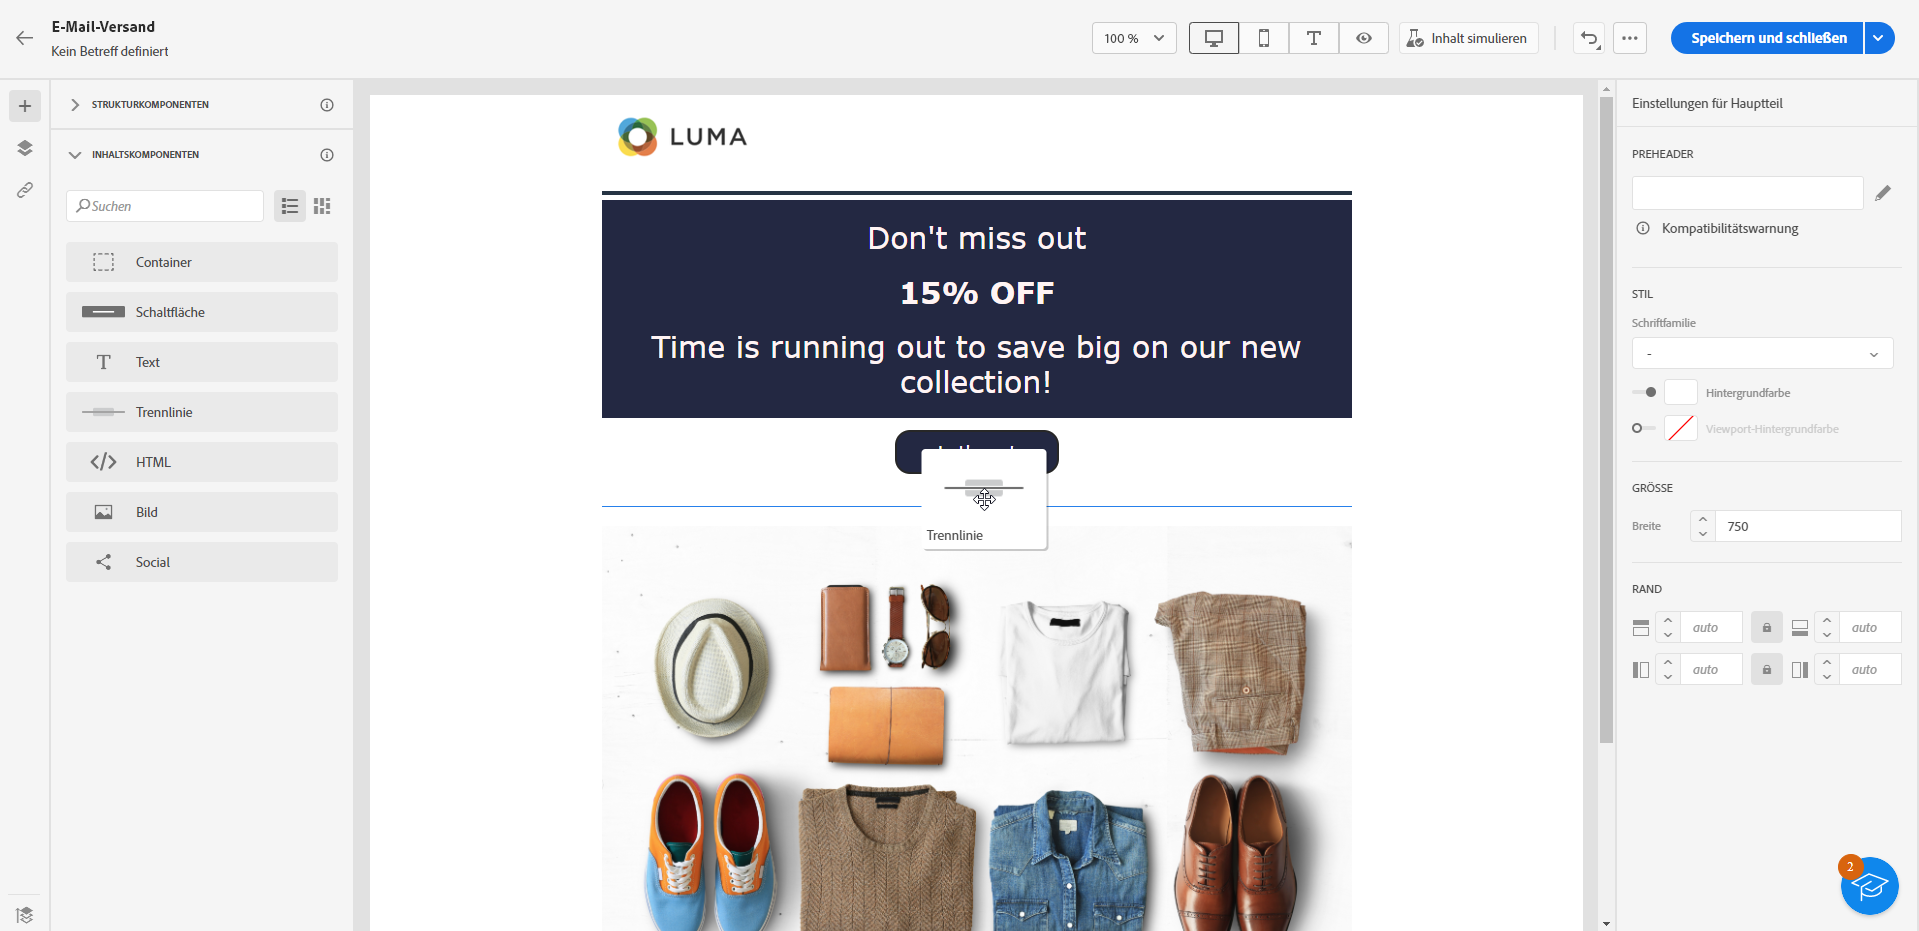 E-Mail-Versand
Kein Betreff definiert
100 %
Inhalt simulieren
Speichern und schließen
STRUKTURKOMPONENTEN
INHALTSKOMPONENTEN
Suchen
Container
Schaltfläche
Text
Trennlinie
HTML
Bild
Social
LUMA
Don't miss out
15% OFF
Time is running out to save big on our new
collection!
Trennlinie
Einstellungen für Hauptteil
PREHEADER
Kompatibilitätswarnung
STIL
Schriftfamilie
-
Hintergrundfarbe
Viewport-Hintergrundfarbe
GRÖSSE
Breite
750
RAND
auto
auto
auto
auto
2